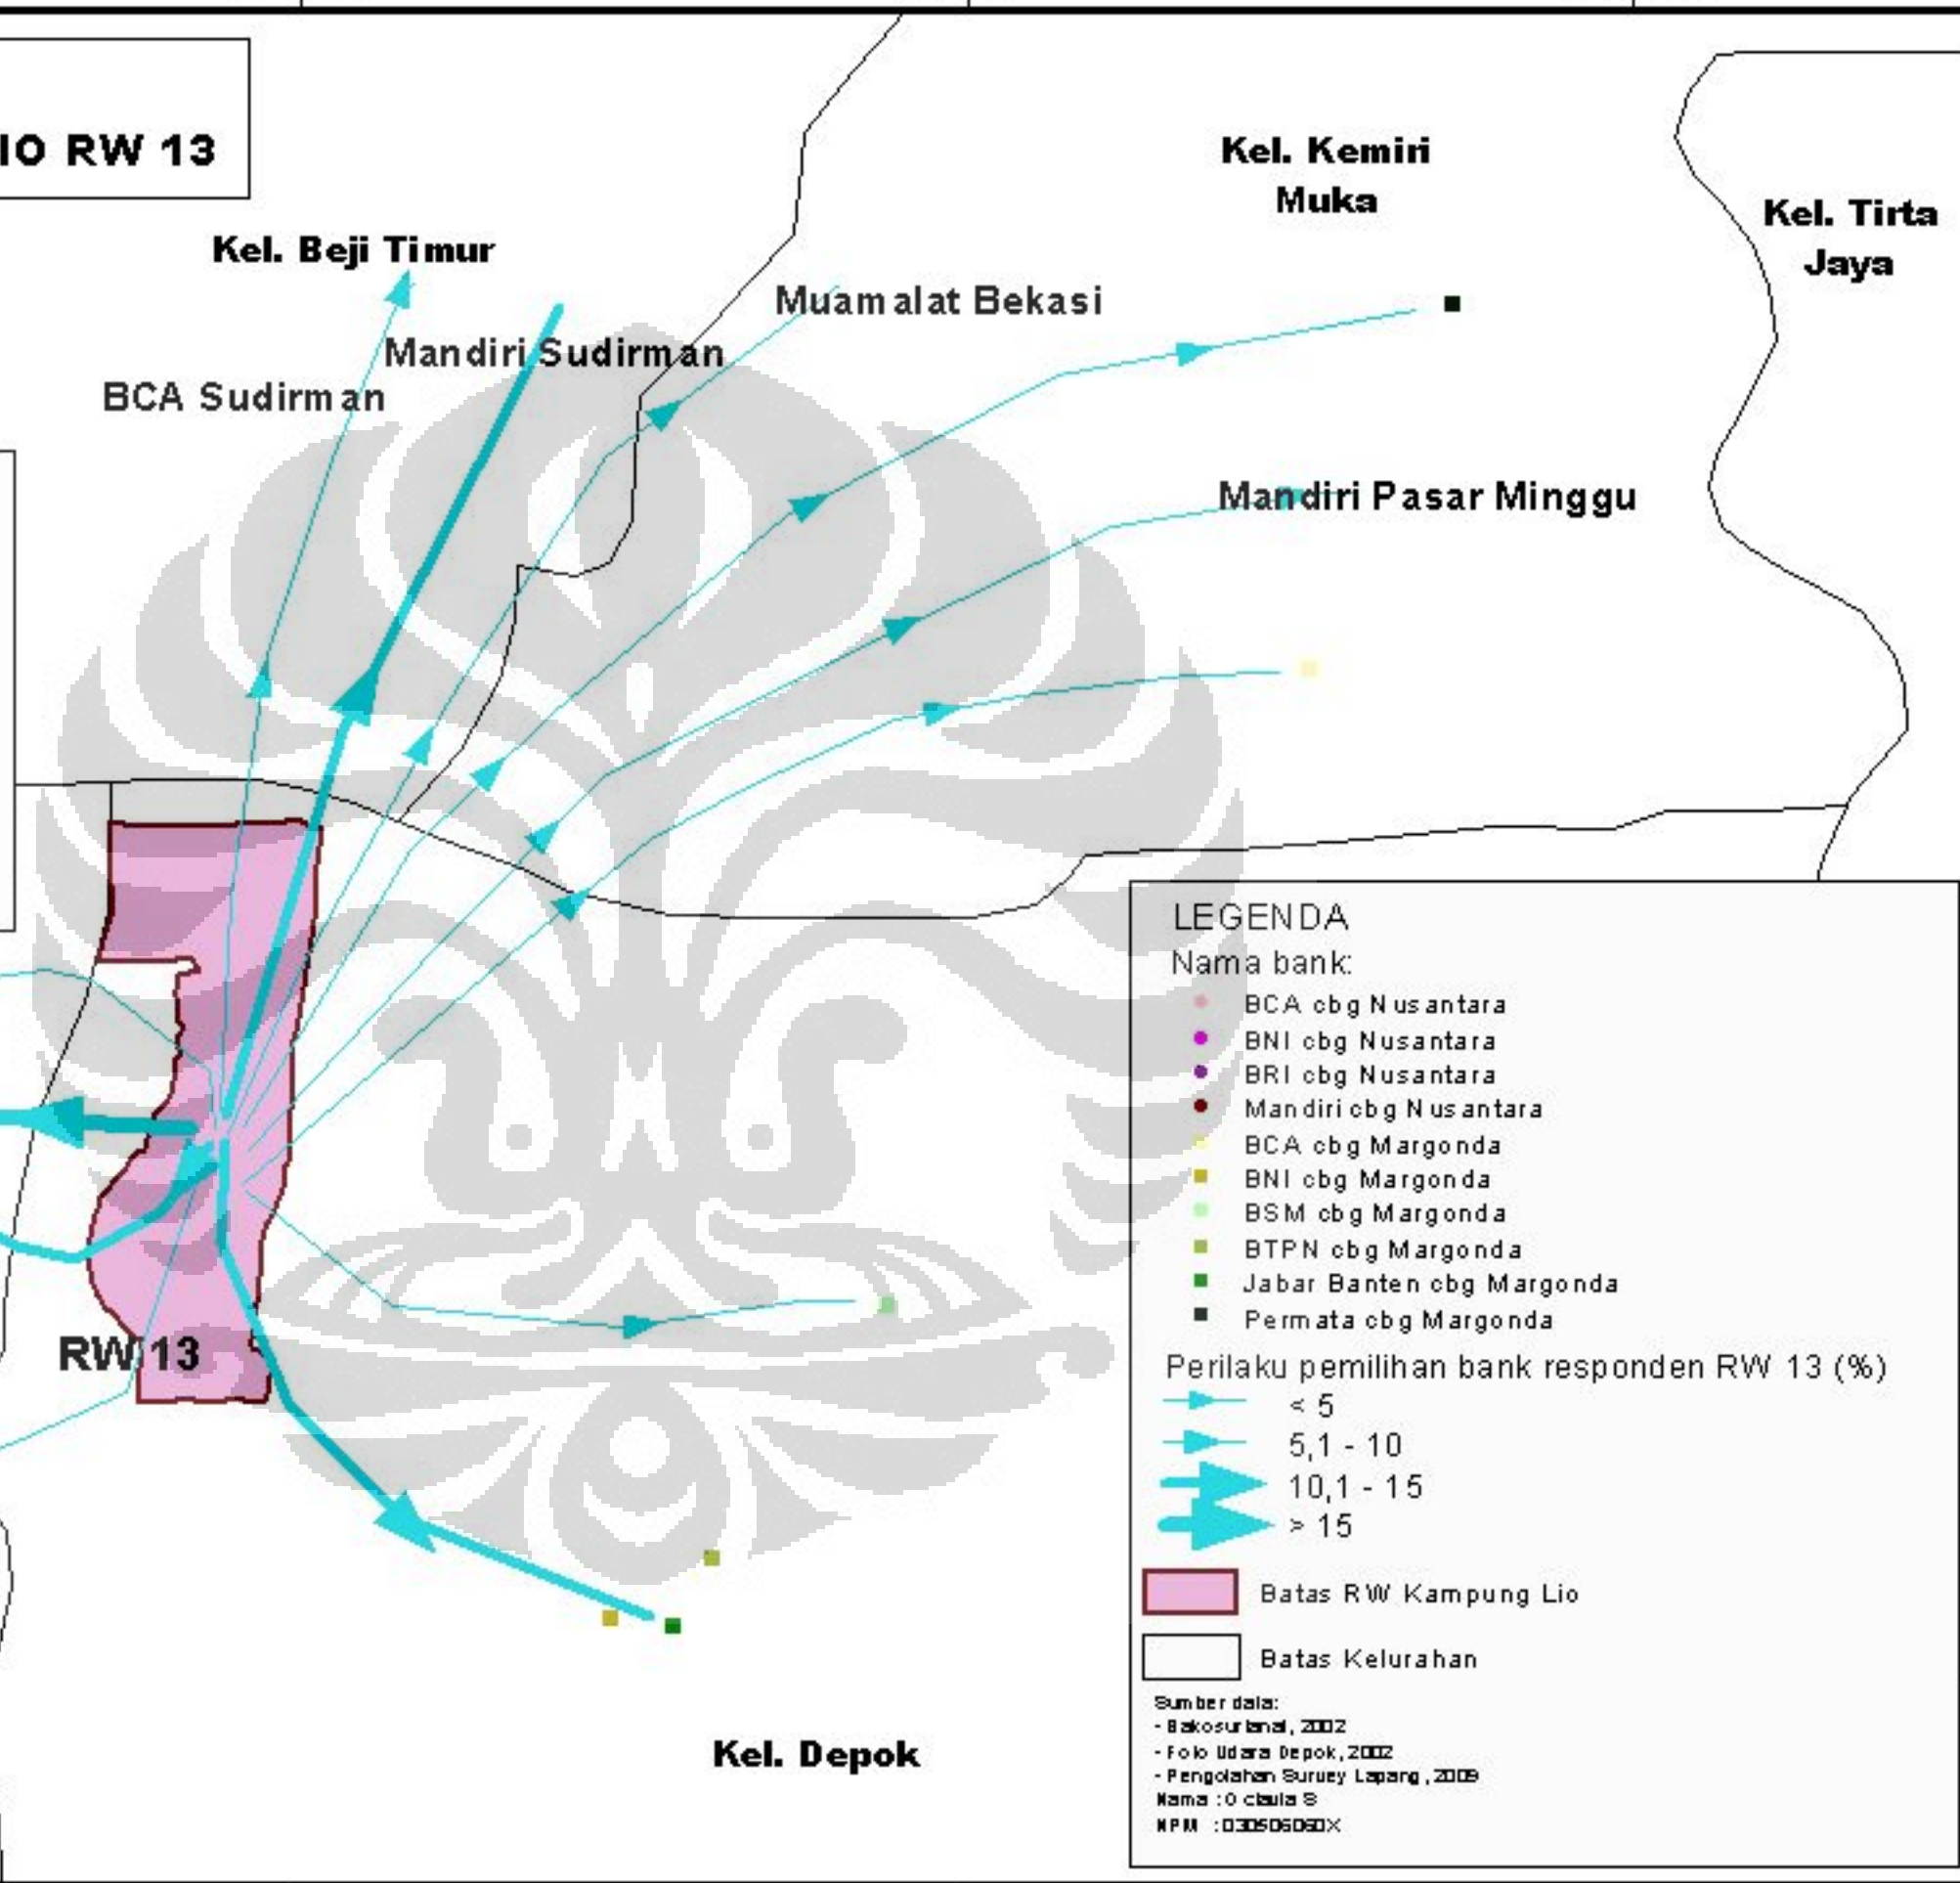 IO RW 13
Kel. Kemiri
Muka
Kel. Tirta
Jaya
Kel. Beji Timur
Muamalat Bekasi
Mandiri Sudirman
BCA Sudirman
Mandiri Pasar Minggu
RW 13
Kel. Depok
LEGENDA
Nama bank:
BCA cbg Nusantara
BNI cbg Nusantara
BRI cbg Nusantara
Mandiri cbg Nusantara
BCA cbg Margonda
BNI cbg Margonda
BSM cbg Margonda
BTPN cbg Margonda
Jabar Banten cbg Margonda
Permata cbg Margonda
Perilaku pemilihan bank responden RW 13 (%)
< 5
5,1 - 10
10,1 - 15
> 15
Batas RW Kampung Lio
Batas Kelurahan
Sumber data:
- Bakosurtanal, 2002
- Foto Udara Depok, 2002
- Pengolahan Survey Lapang, 2009
Nama :
NPM : 030506060X